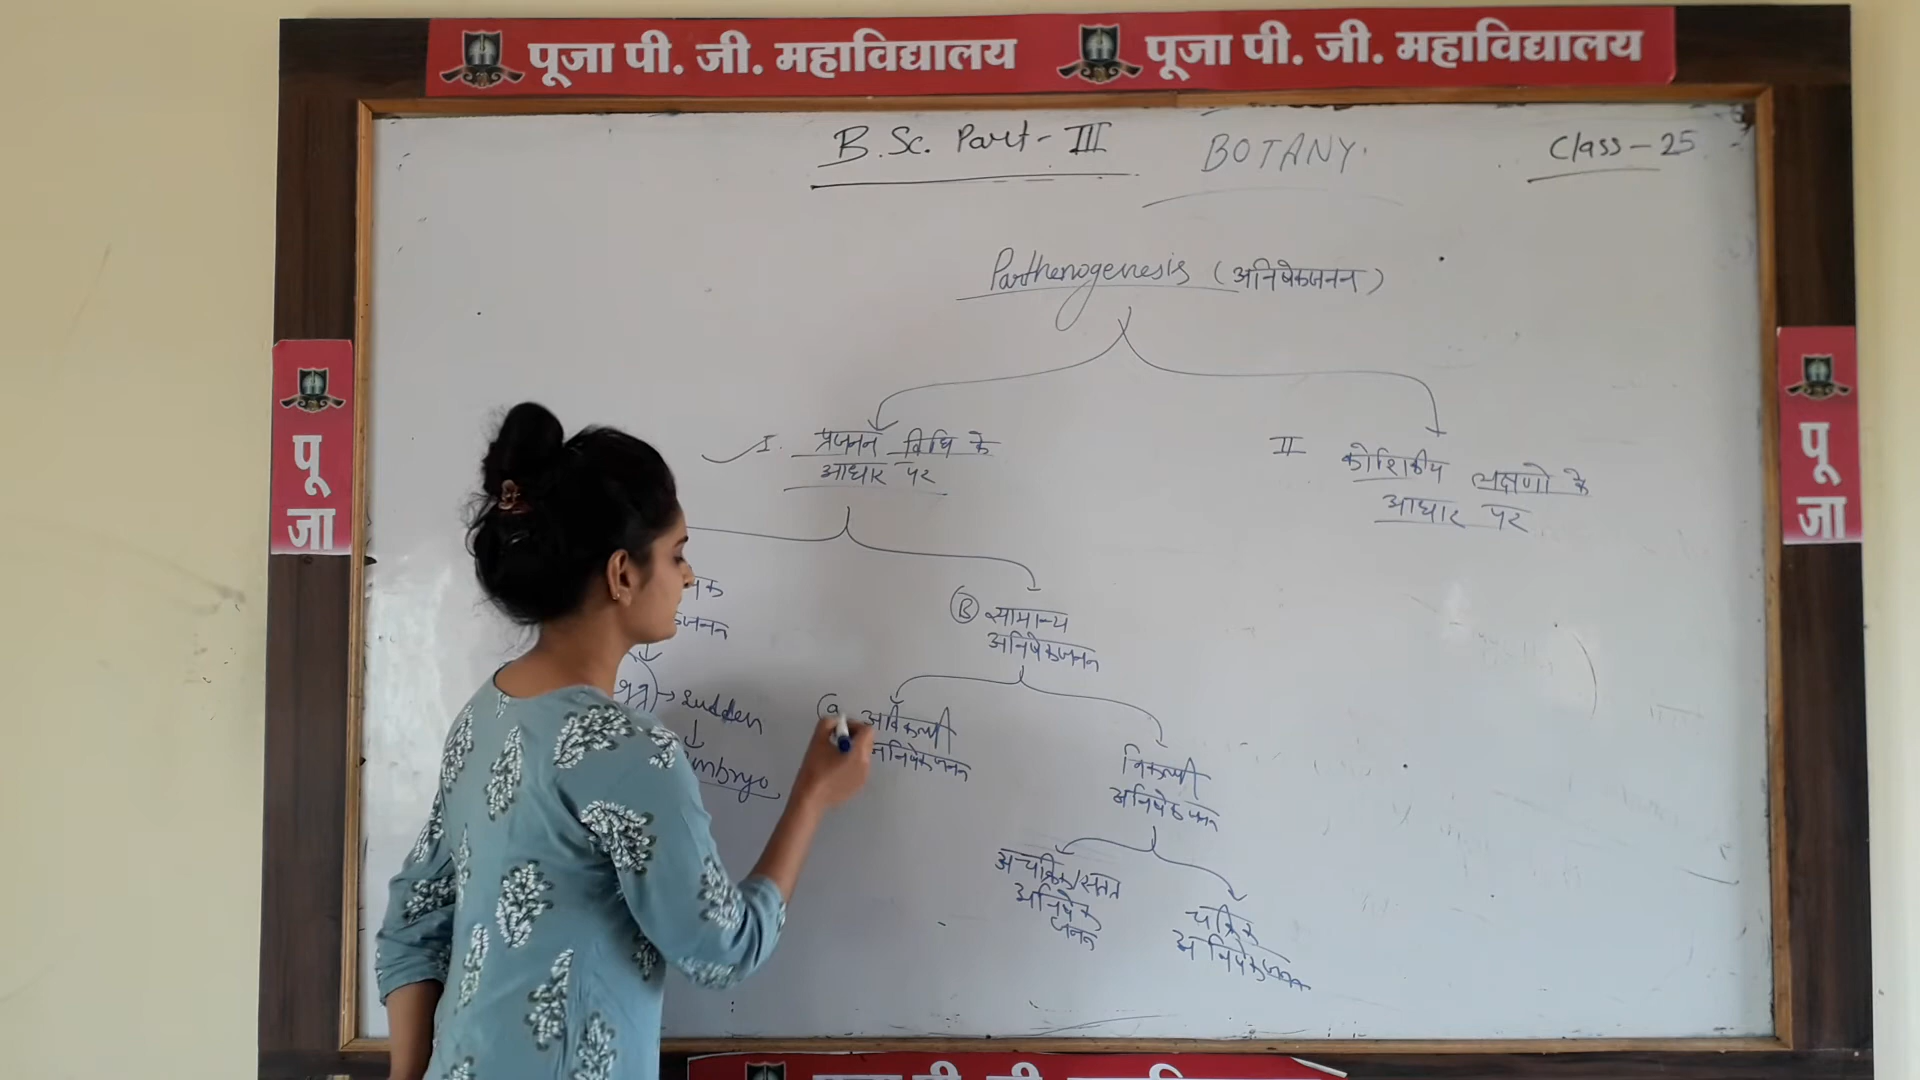 पूजा पी. जी. महाविद्यालय पूजा पी. जी. महाविद्यालय
B.Sc. Part-III BOTANY. Class-25
Parthenogenesis (अनिषेकजनन)
I. प्रजनन विधि के
आधार पर
II कोशिकीय लक्षणो के
आधार पर
पू
जा
पू
जा
जनन
→ sudden
↓
Embryo
(B) सामान्य
अनिषेकजनन
(a) अविकल्पी
अनिषेकजनन
विकल्पी
अनिषेकजनन
अचक्रिक/सतत
अनिषेक
जनन
चक्रिक
अनिषेकजनन